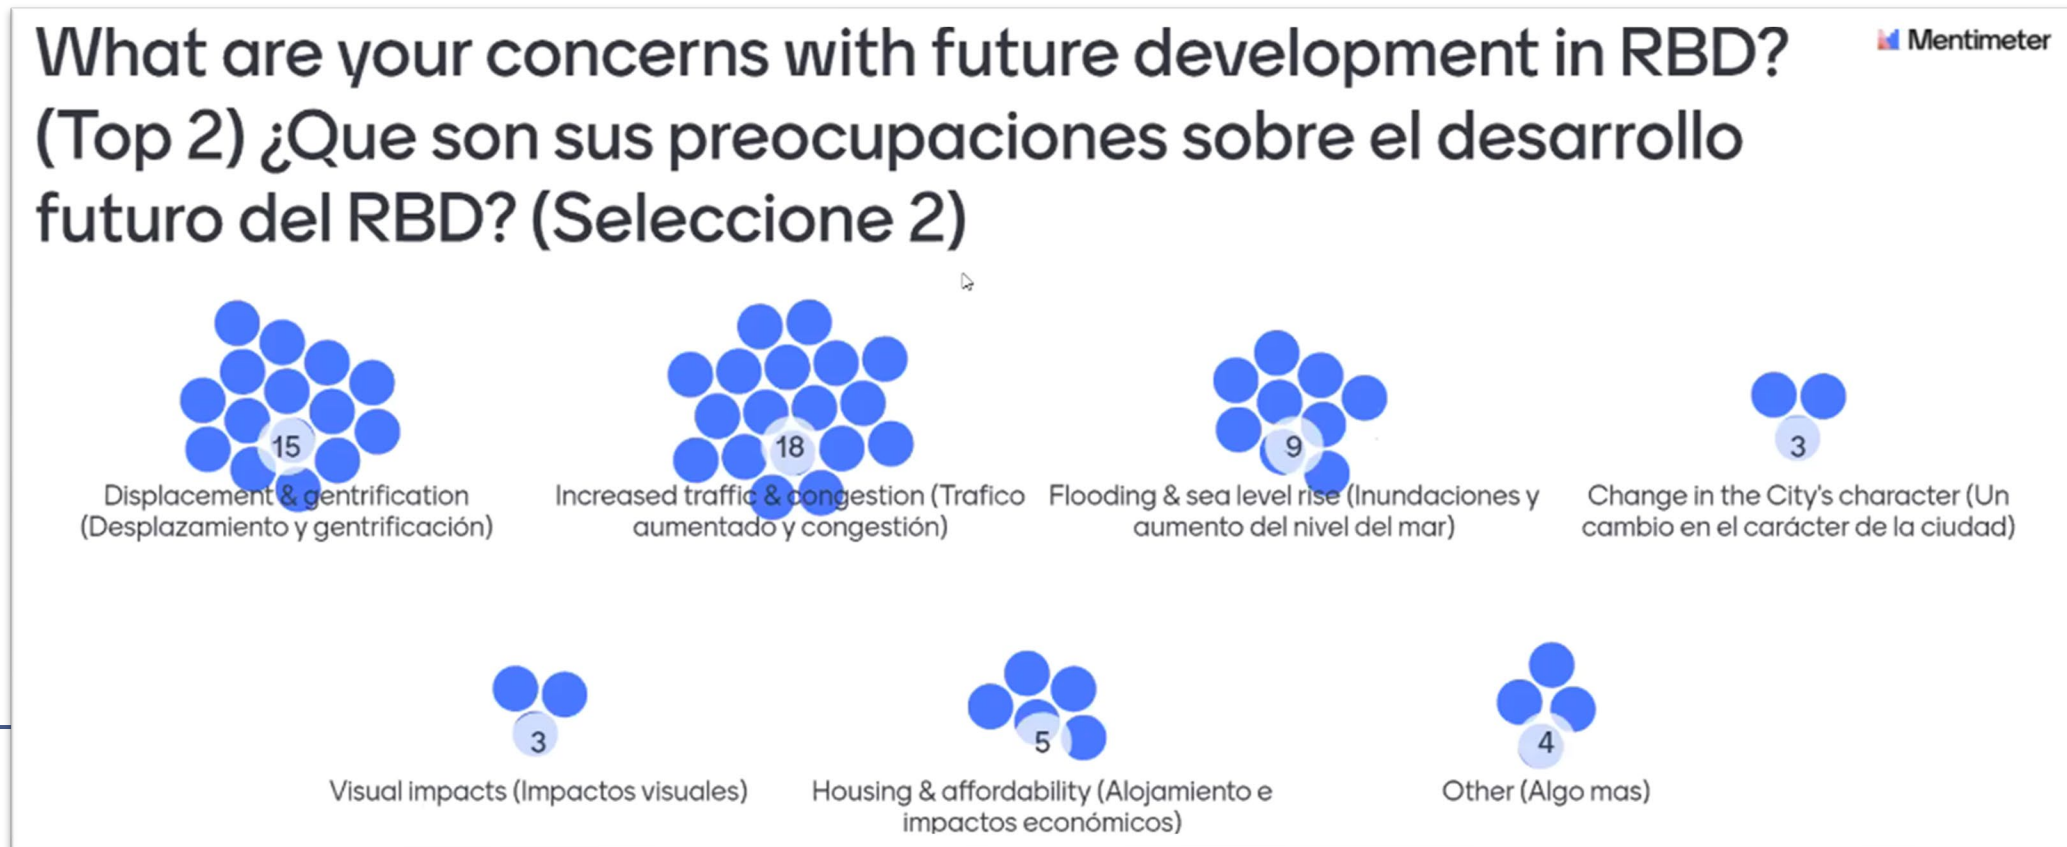 What are your concerns with future development in RBD?
(Top 2) ¿Que son sus preocupaciones sobre el desarrollo
futuro del RBD? (Seleccione 2)
Mentimeter
15
Displacement & gentrification
(Desplazamiento y gentrificación)
18
Increased traffic & congestion (Trafico
aumentado y congestión)
9
Flooding & sea level rise (Inundaciones y
aumento del nivel del mar)
3
Change in the City's character (Un
cambio en el carácter de la ciudad)
3
Visual impacts (Impactos visuales)
5
Housing & affordability (Alojamiento e
impactos económicos)
4
Other (Algo mas)